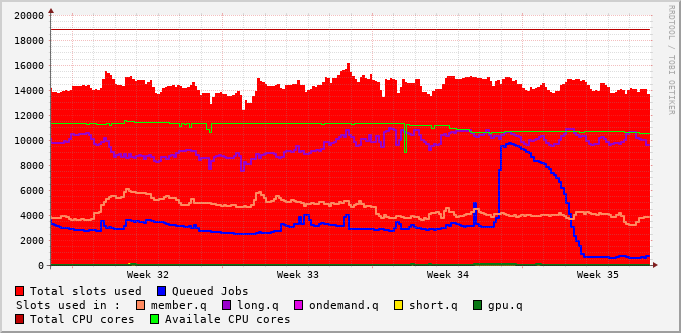 RRDTOOL / TOBI OETIKER
20000
18000
16000
14000
12000
10000
8000
6000
4000
2000
0
Week 32 Week 33 Week 34 Week 35
Total slots used Queued Jobs
Slots used in : member.q long.q ondemand.q short.q gpu.q
Total CPU cores Availale CPU cores